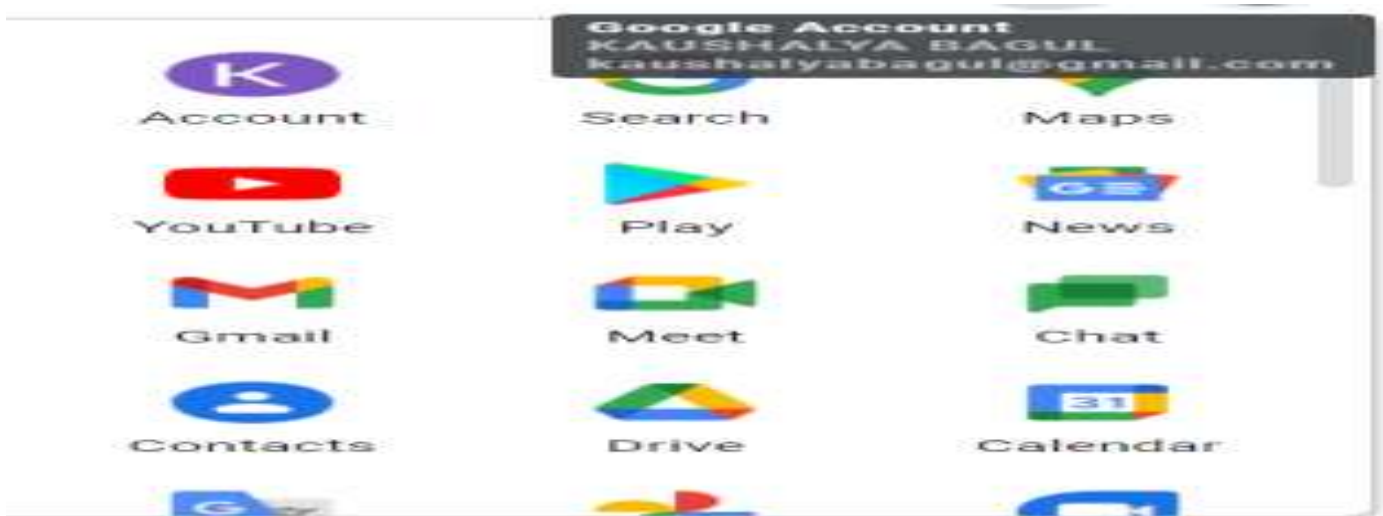 Google Account
KAUSHALYA BAGUL
kaushalyabagul@gmail.com
K
Account Search Maps
GE
YouTube Play News
Gmail Meet Chat
31
Contacts Drive Calendar
G